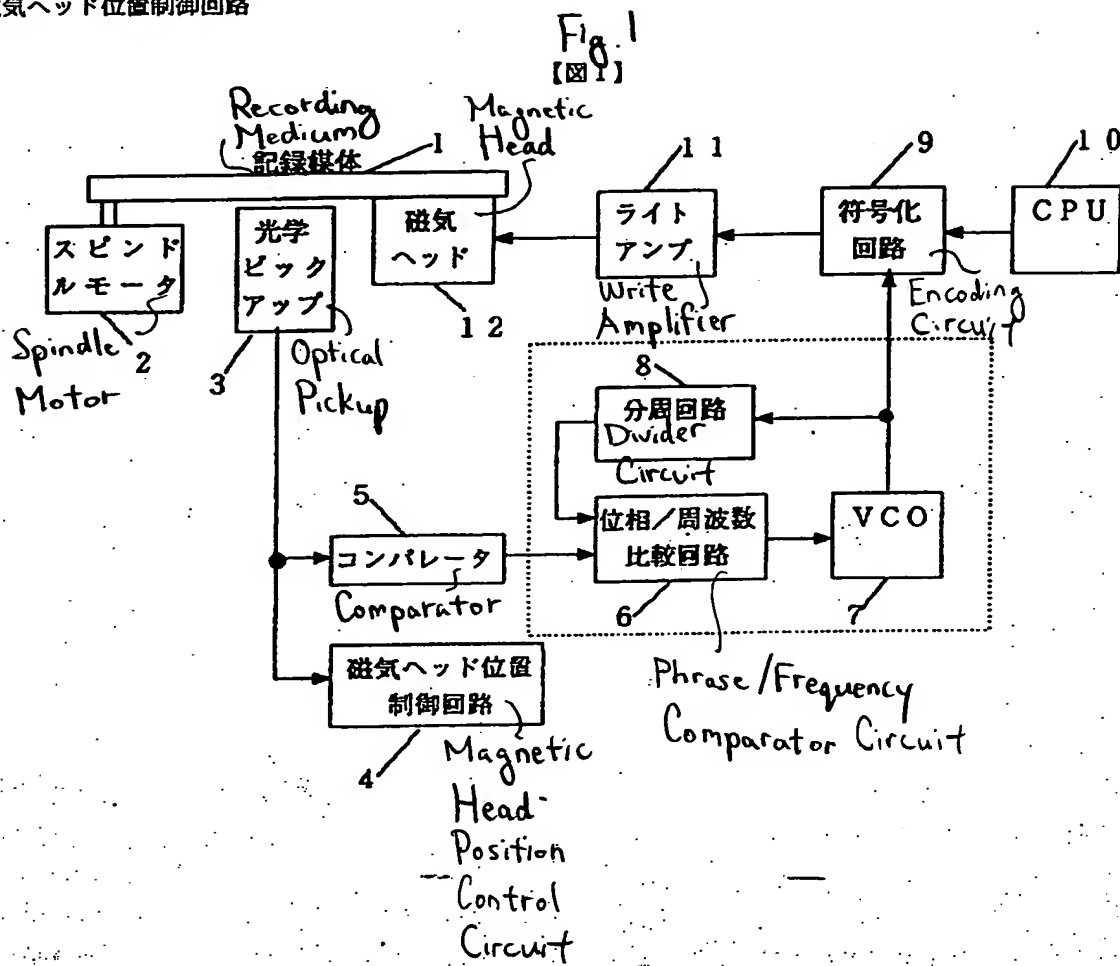 気ヘッド位置制御回路
Fig. 1
【図1】
Recording
Medium
記録媒体
1
Magnetic
Head
磁気
ヘッド
12
スピンド
ルモータ
Spindle
Motor
2
光学
ピック
アップ
3
Optical
Pickup
11
ライト
アンプ
Write
Amplifier
9
符号化
回路
Encoding
Circuit
10
CPU
8
分周回路
Divider
Circuit
5
コンパレータ
Comparator
位相/周波数
比較回路
6
VCO
7
Phrase/Frequency
Comparator Circuit
磁気ヘッド位置
制御回路
4
Magnetic
Head-
Position
Control
Circuit